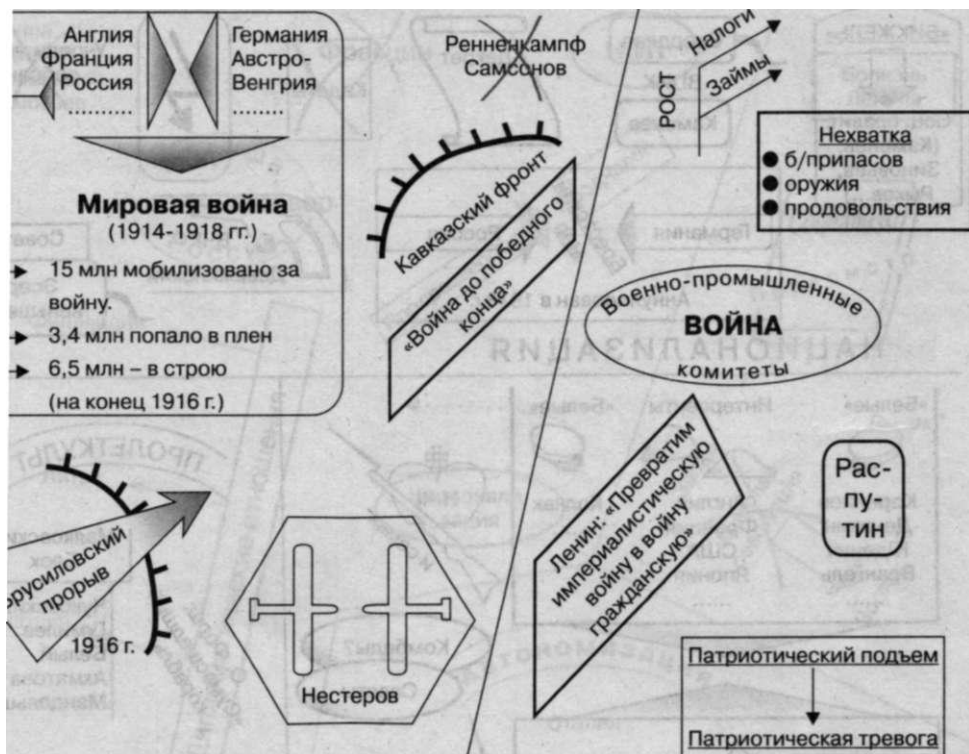 Англия
Франция
Россия
..........
Германия
Австро-
Венгрия
..........
Мировая война
(1914-1918 гг.)
15 млн мобилизовано за
войну.
3,4 млн попало в плен
6,5 млн – в строю
(на конец 1916 г.)
Ренненкампф
Самсонов
Кавказский фронт
«Война до победного
конца»
РОСТ
Налоги
Займы
Нехватка
● б/припасов
● оружия
● продовольствия
Военно-промышленные
ВОЙНА
комитеты
Ленин: «Превратим
империалистическую
войну в войну
гражданскую»
Рас-
пу-
тин
прорыв
1916 г.
Нестеров
Патриотический подъем
Патриотическая тревога